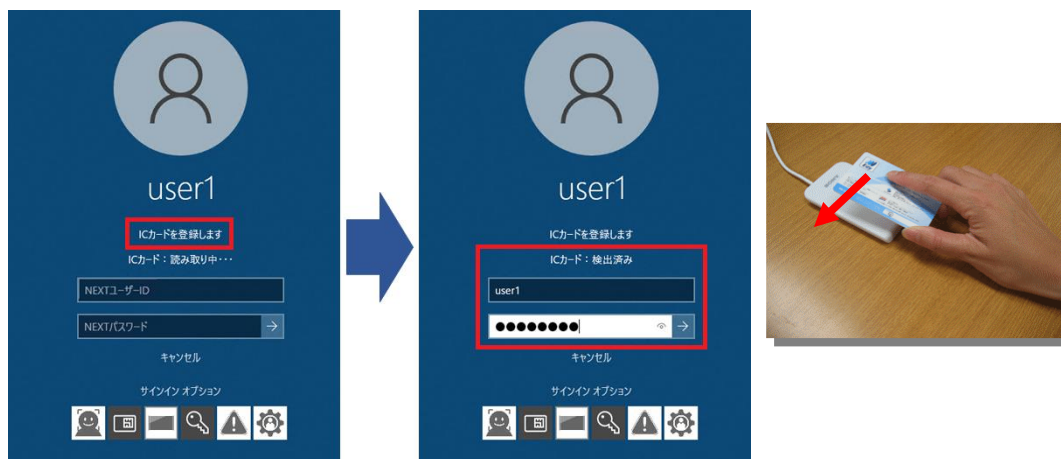 user1
ICカードを登録します
ICカード：読み取り中・・・
NEXTユーザーID
NEXTパスワード
キャンセル
サインイン オプション
user1
ICカードを登録します
ICカード：検出済み
user1
●●●●●●●●
キャンセル
サインイン オプション